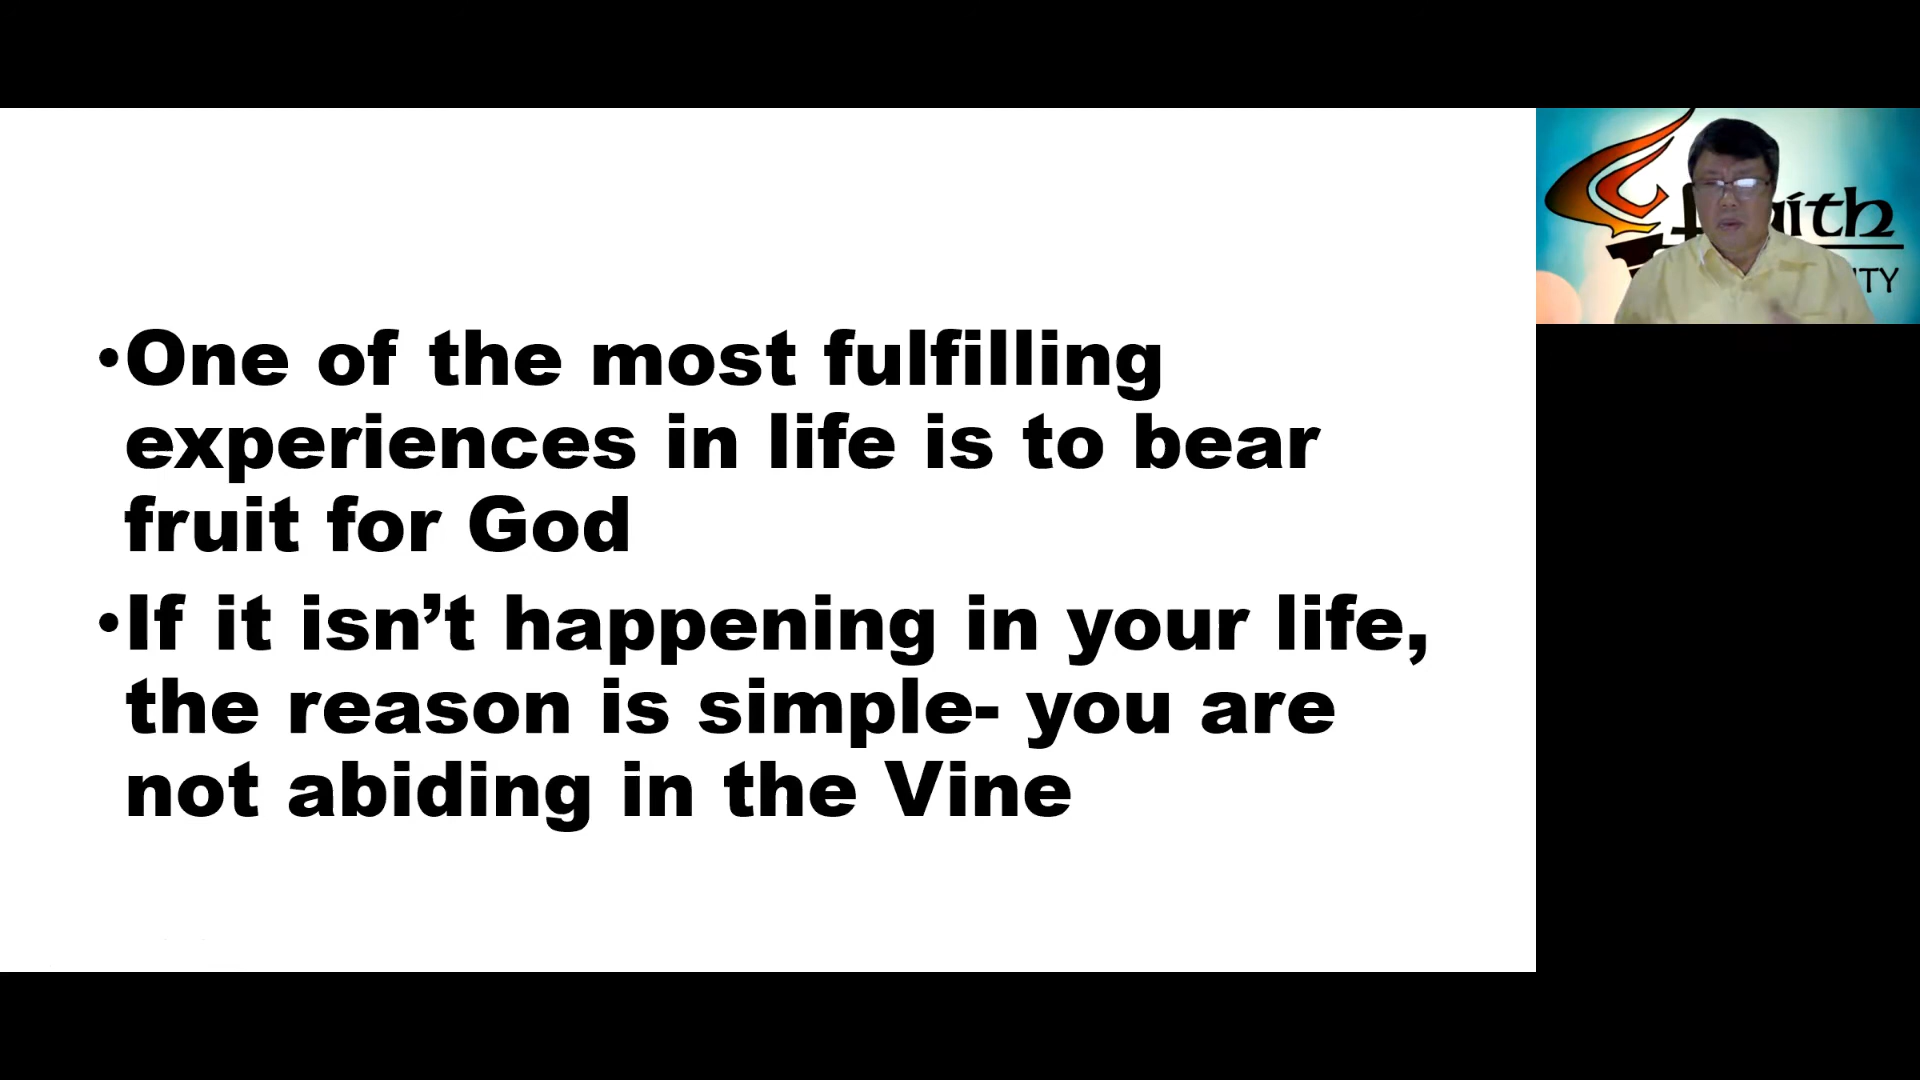 •One of the most fulfilling
experiences in life is to bear
fruit for God
•If it isn’t happening in your life,
the reason is simple- you are
not abiding in the Vine